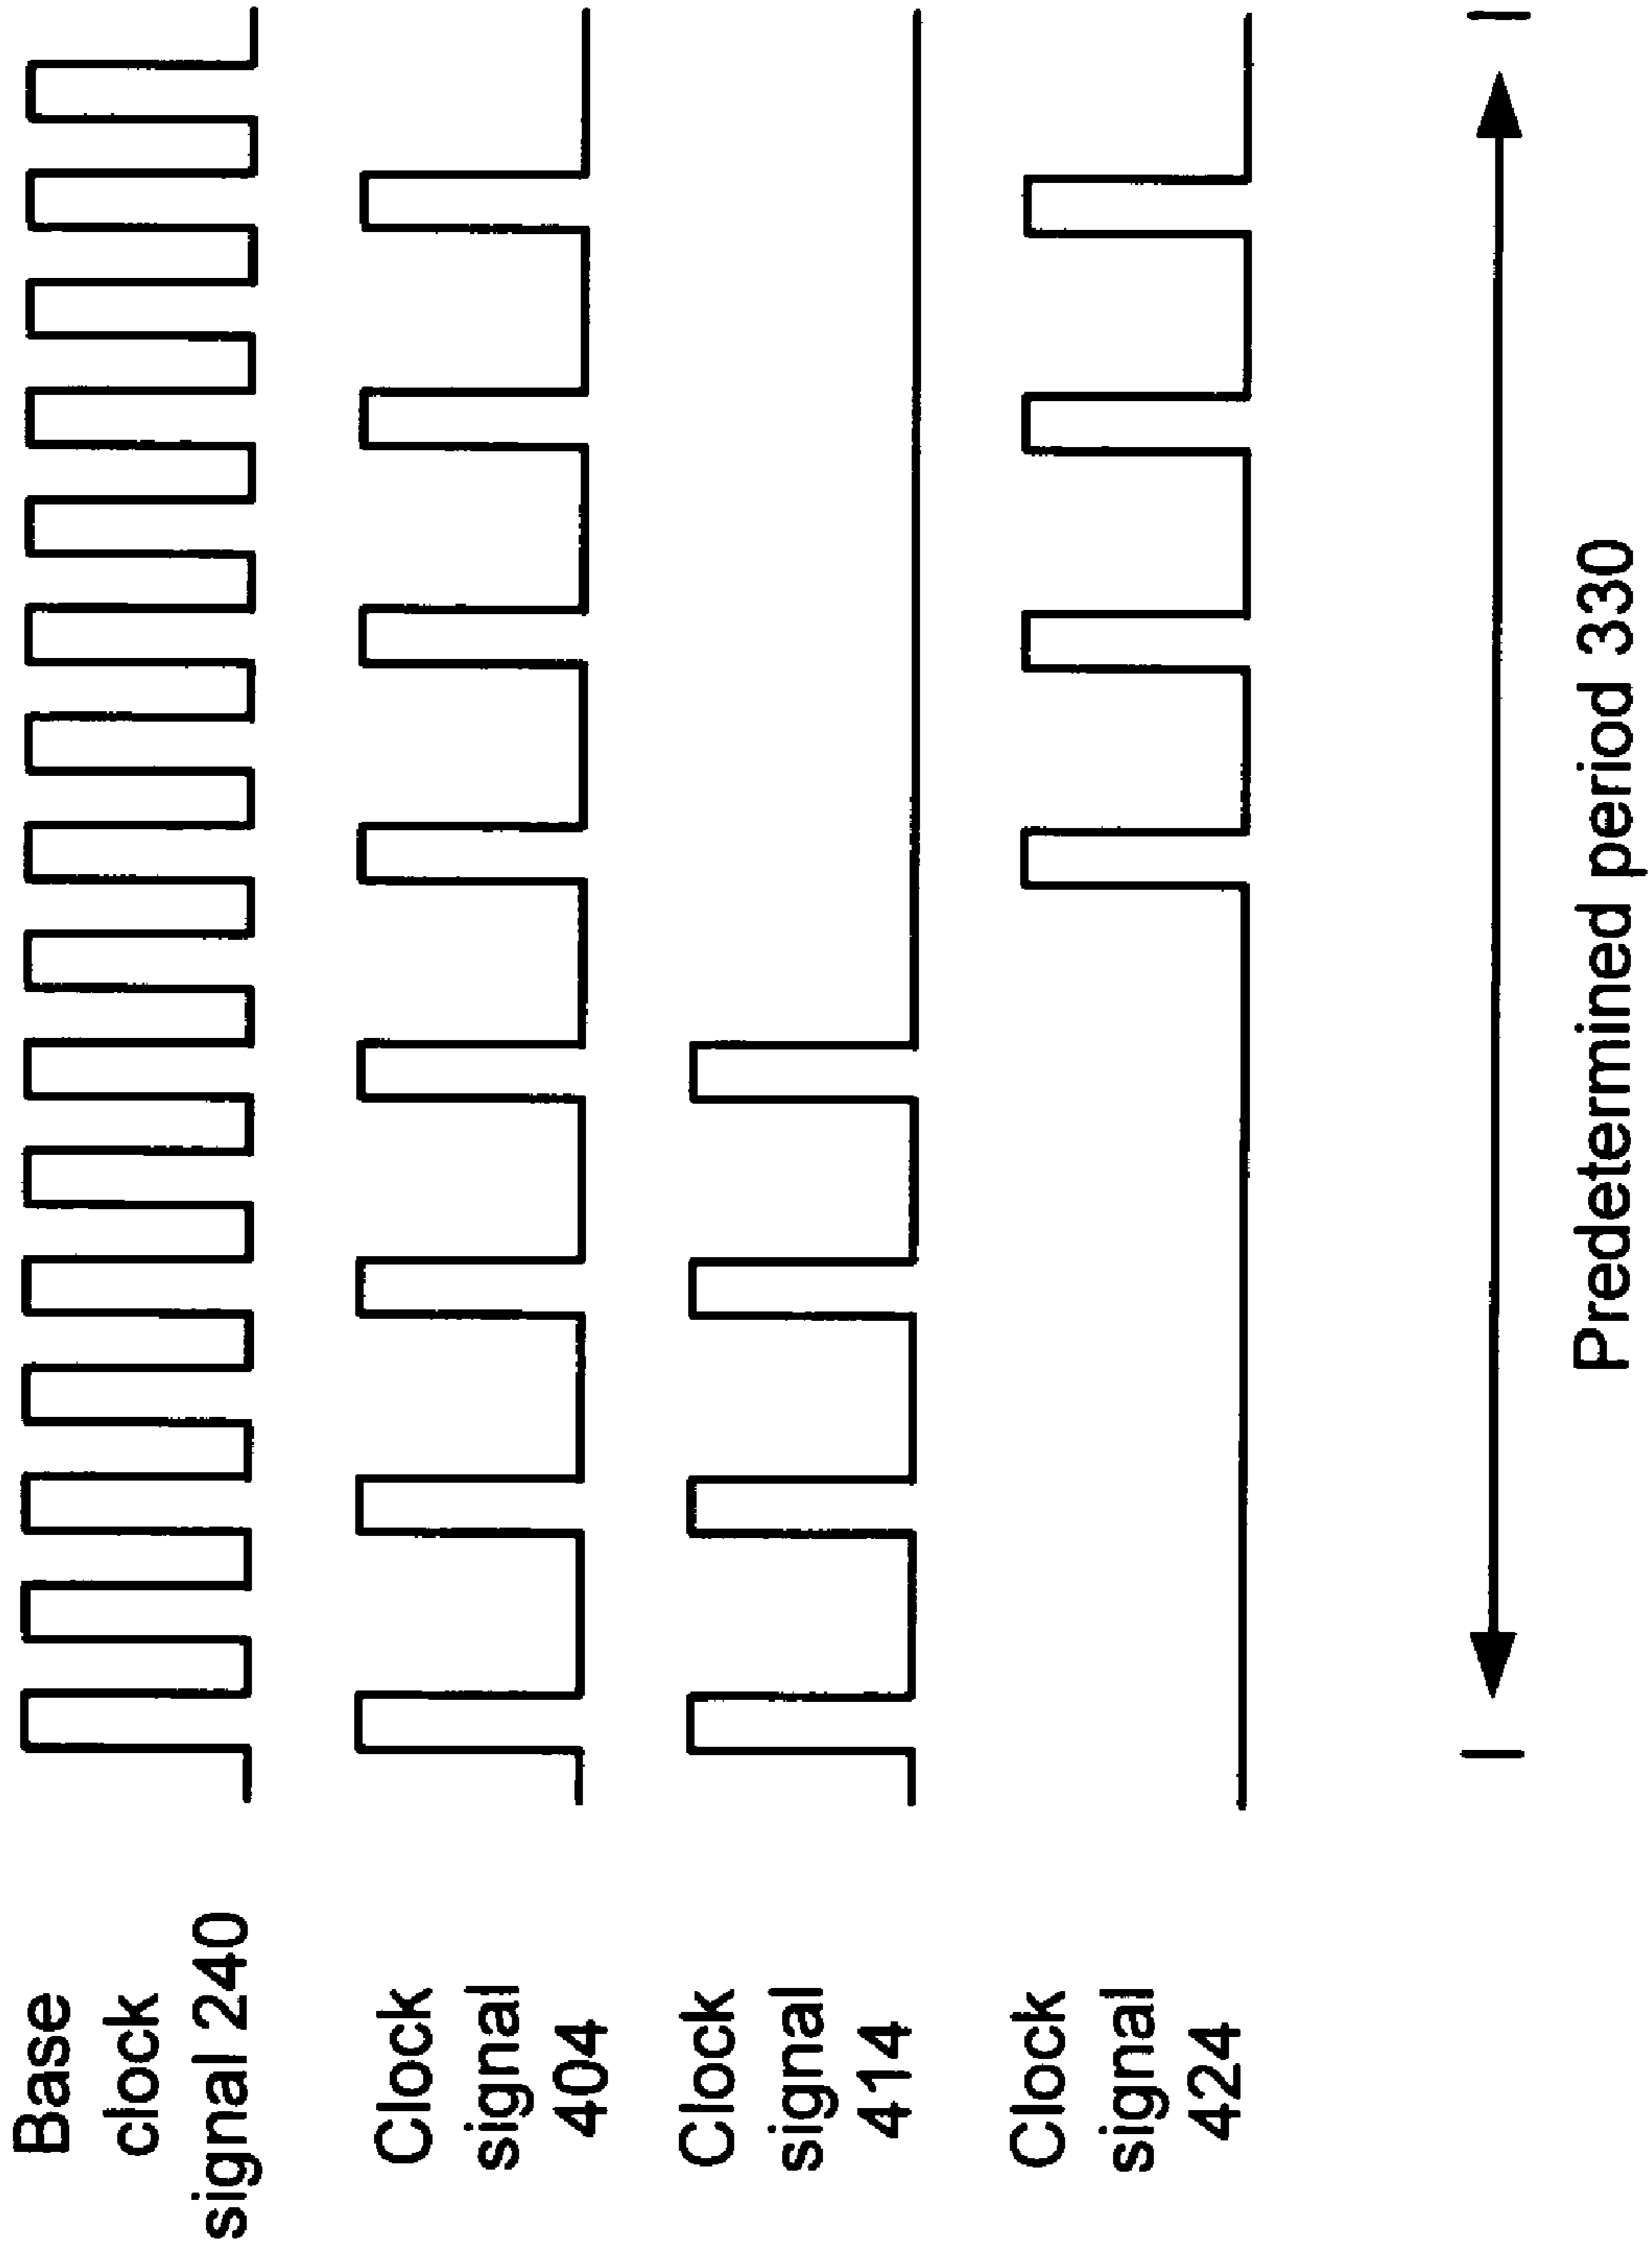 Base
clock
signal 240
Clock
signal
404
Clock
signal
414
Clock
signal
424
Predetermined period 330